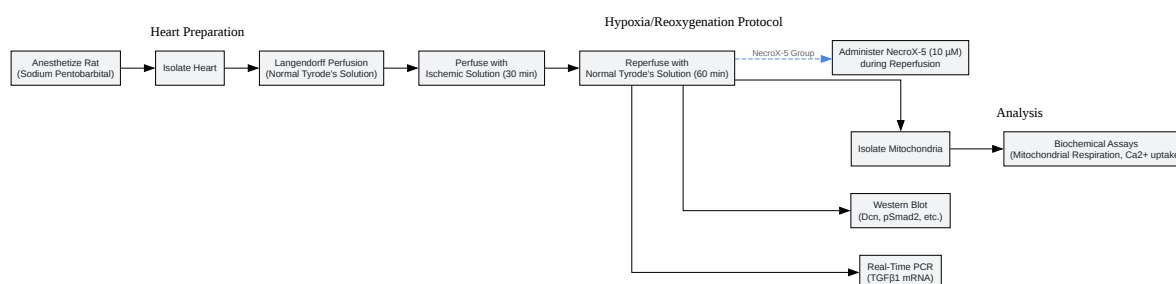 Heart Preparation
Hypoxia/Reoxygenation Protocol
Anesthetize Rat
(Sodium Pentobarbital)
Isolate Heart
Langendorff Perfusion
(Normal Tyrode's Solution)
Perfuse with
Ischemic Solution (30 min)
Reperfuse with
Normal Tyrode's Solution (60 min)
NecroX-5 Group
Administer NecroX-5 (10 µM)
during Reperfusion
Analysis
Isolate Mitochondria
Biochemical Assays
(Mitochondrial Respiration, Ca2+ uptake
Western Blot
(Dcn, pSmad2, etc.)
Real-Time PCR
(TGFβ1 mRNA)